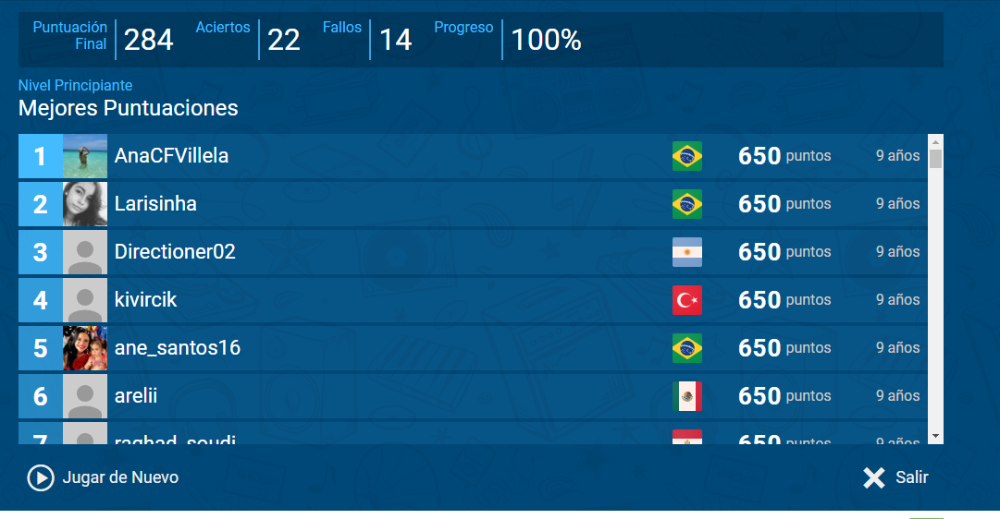 Puntuación Final 284 Aciertos 22 Fallos 14 Progreso 100%
Nivel Principiante
Mejores Puntuaciones
1 AnaCFVillela 650 puntos 9 años
2 Larisinha 650 puntos 9 años
3 Directioner02 650 puntos 9 años
4 kivircik 650 puntos 9 años
5 ane_santos16 650 puntos 9 años
6 arelii 650 puntos 9 años
7 raghad_soudi 650 puntos 9 años
Jugar de Nuevo Salir